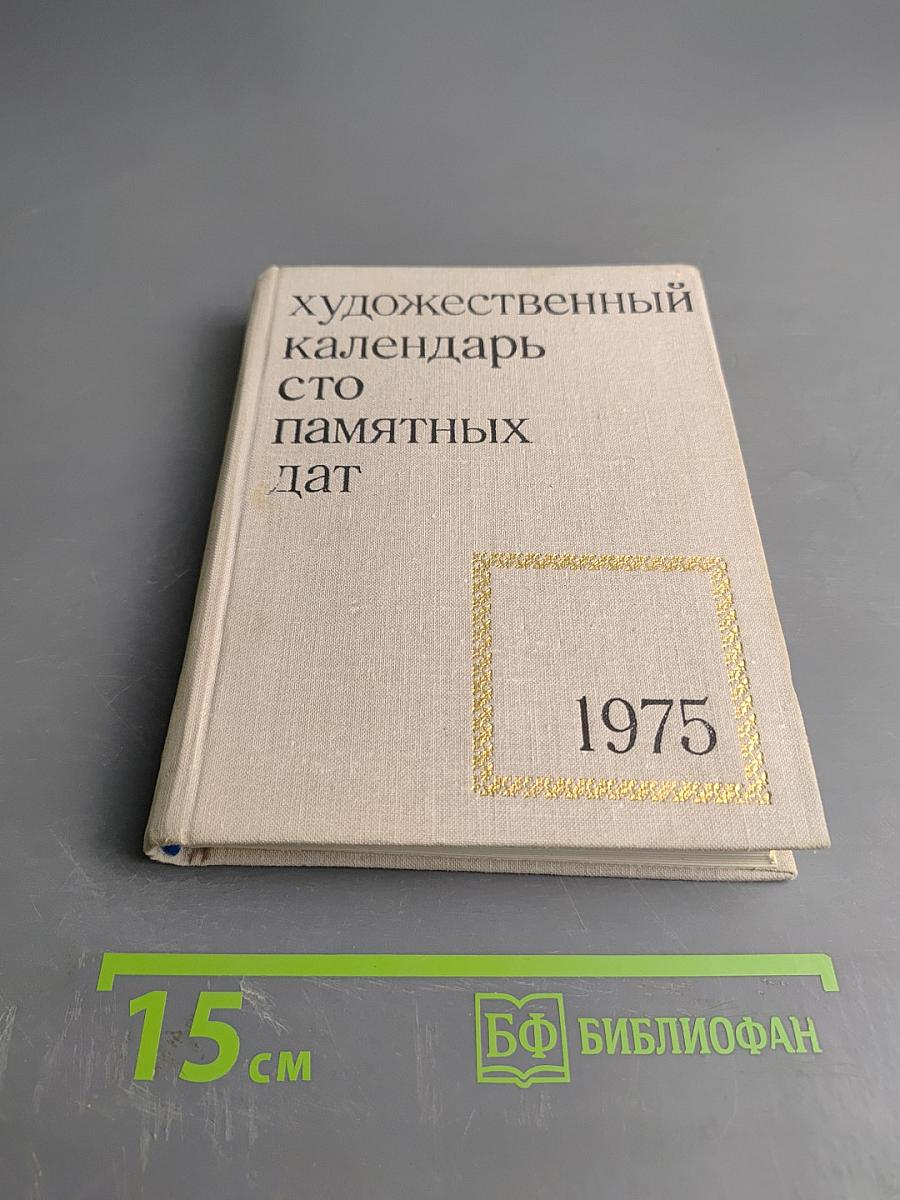 художественный
календарь
сто
памятных
дат
1975
15 см
БФ БИБЛИОФАН